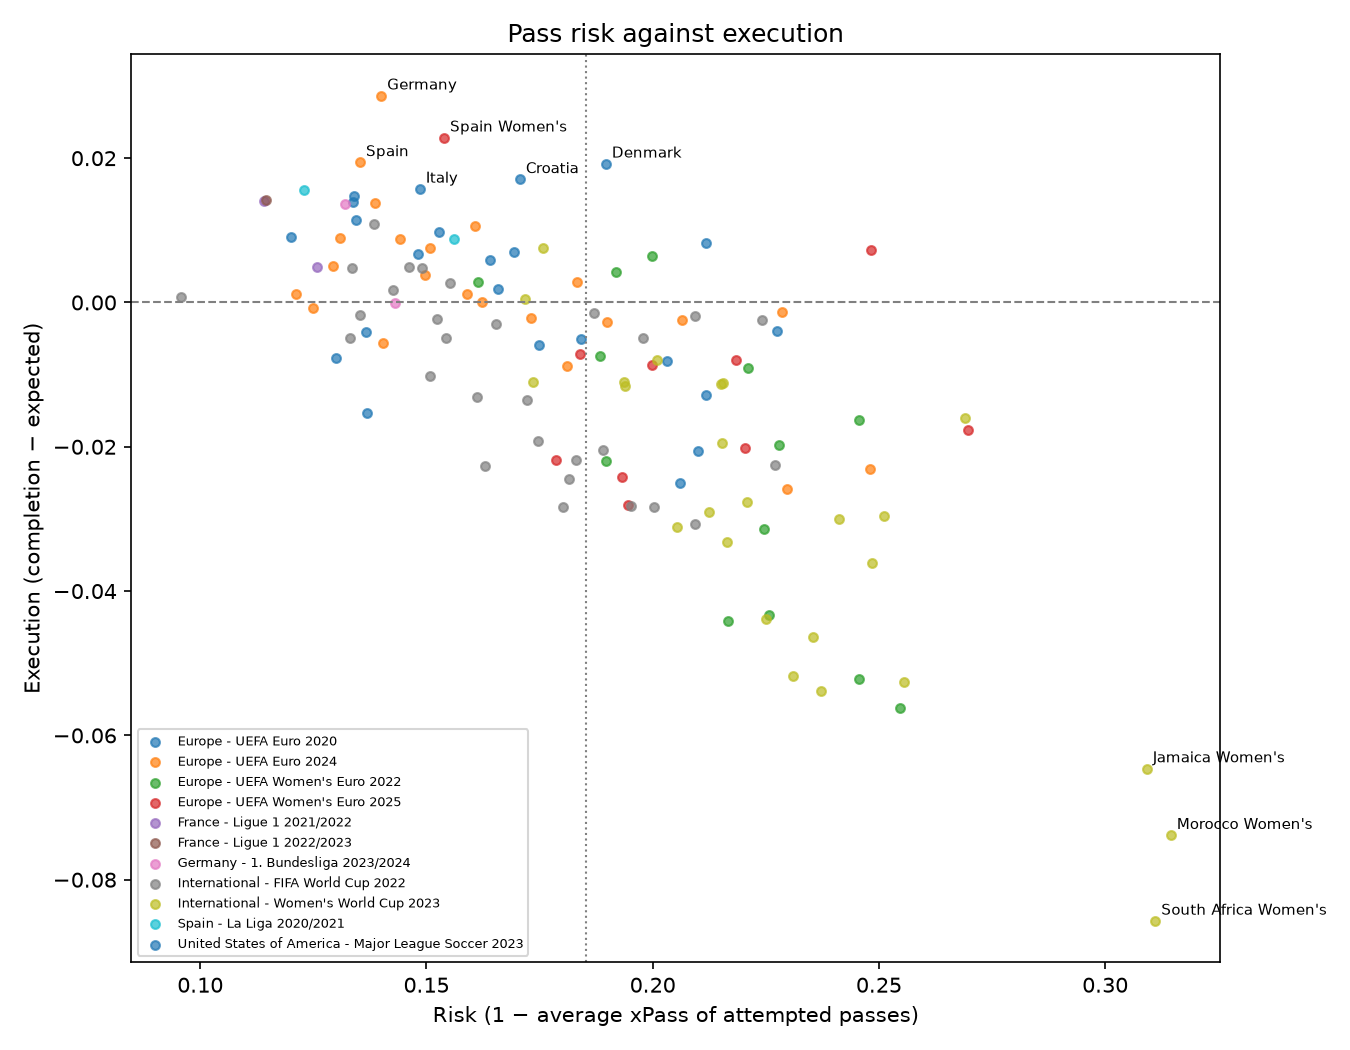 Pass risk against execution
Germany
Spain Women's
Spain
Denmark
Croatia
Italy
Jamaica Women's
Morocco Women's
South Africa Women's
0.02
0.00
−0.02
−0.04
−0.06
−0.08
Execution (completion − expected)
Europe - UEFA Euro 2020
Europe - UEFA Euro 2024
Europe - UEFA Women's Euro 2022
Europe - UEFA Women's Euro 2025
France - Ligue 1 2021/2022
France - Ligue 1 2022/2023
Germany - 1. Bundesliga 2023/2024
International - FIFA World Cup 2022
International - Women's World Cup 2023
Spain - La Liga 2020/2021
United States of America - Major League Soccer 2023
0.10 0.15 0.20 0.25 0.30
Risk (1 − average xPass of attempted passes)